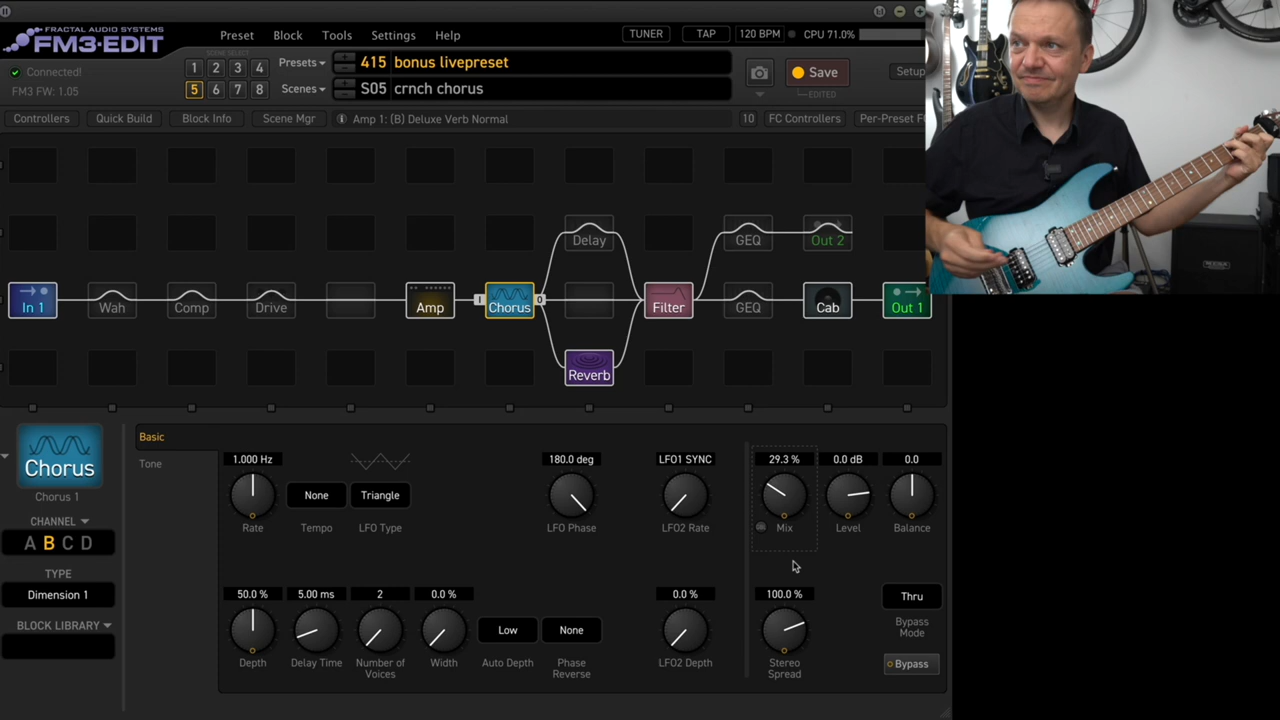 FRACTAL AUDIO SYSTEMS
FM3-EDIT
Preset Block Tools Settings Help
TUNER TAP 120 BPM CPU 71.0%
SCENE SELECT
1 2 3 4
5 6 7 8
Presets 415 bonus livepreset
Scenes S05 crnch chorus
Save
EDITED
Setup
Connected!
FM3 FW: 1.05
Controllers Quick Build Block Info Scene Mgr Amp 1: (B) Deluxe Verb Normal 10 FC Controllers Per-Preset F
Delay GEQ Out 2
In 1 Wah Comp Drive Amp Chorus Filter GEQ Cab Out 1
Reverb
Chorus
Chorus 1
CHANNEL
A B C D
TYPE
Dimension 1
BLOCK LIBRARY
Basic
Tone
1.000 Hz 180.0 deg LFO1 SYNC 29.3 % 0.0 dB 0.0
None Triangle
Rate Tempo LFO Type LFO Phase LFO2 Rate Mix Level Balance
50.0 % 5.00 ms 2 0.0 % 0.0 % 100.0 %
Low None Thru
Depth Delay Time Number of Voices Width Auto Depth Phase Reverse LFO2 Depth Stereo Spread Bypass Mode
Bypass